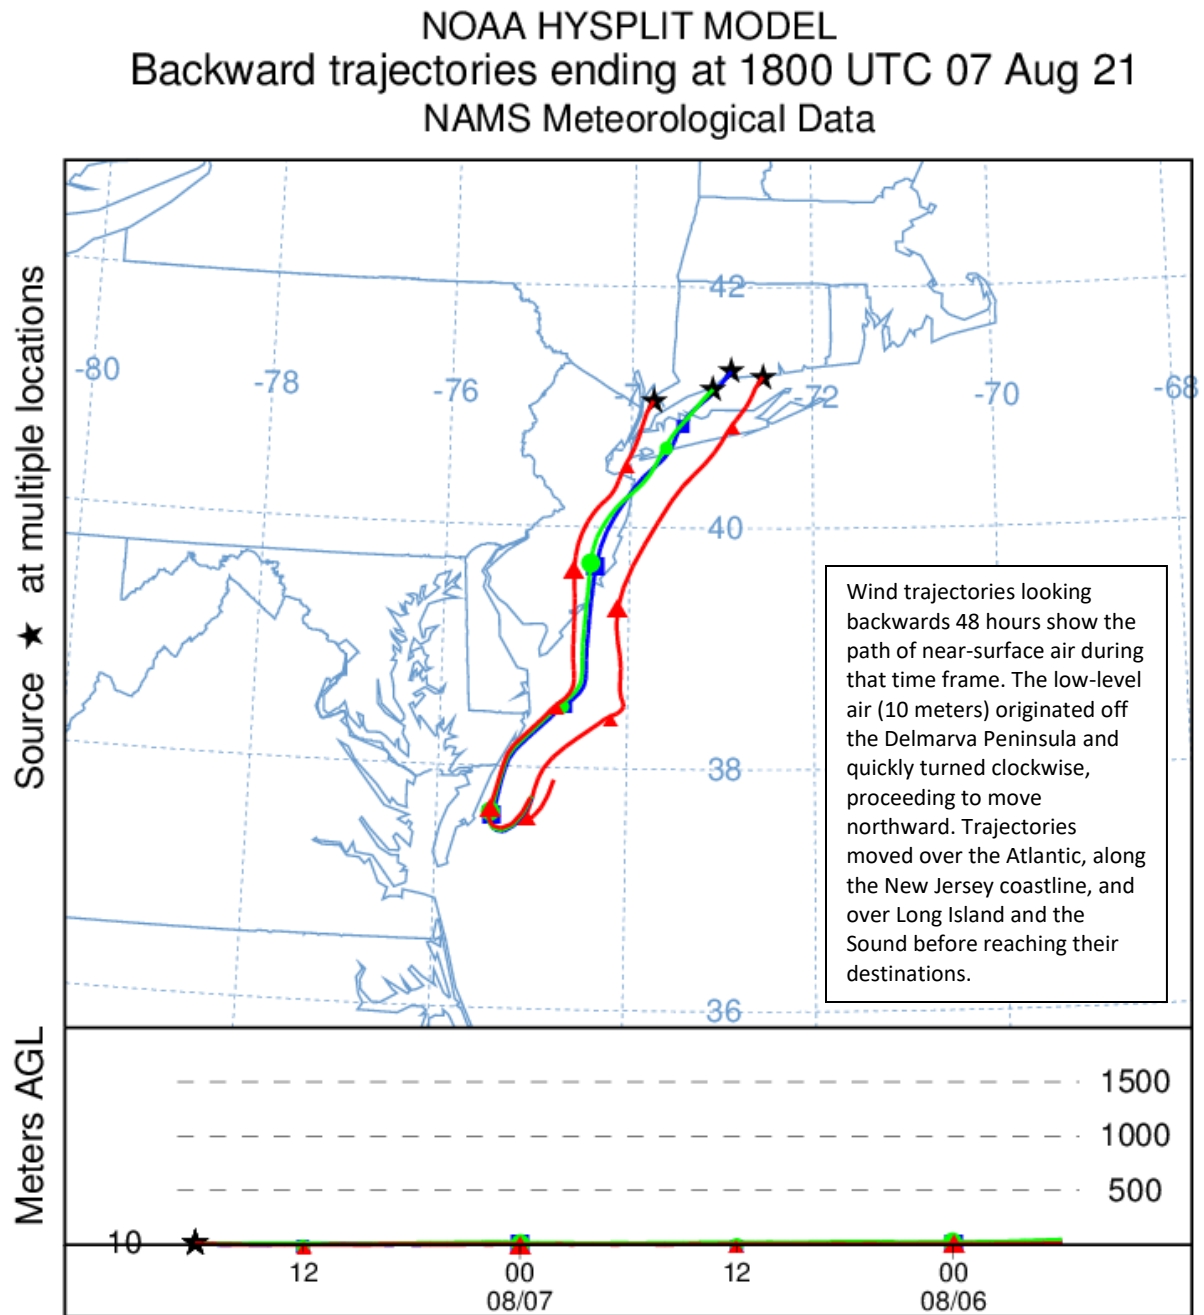 NOAA HYSPLIT MODEL
Backward trajectories ending at 1800 UTC 07 Aug 21
NAMS Meteorological Data
Source ★ at multiple locations
42
-80
-78
-76
-7
-72
-70
-68
40
38
36
Wind trajectories looking
backwards 48 hours show the
path of near-surface air during
that time frame. The low-level
air (10 meters) originated off
the Delmarva Peninsula and
quickly turned clockwise,
proceeding to move
northward. Trajectories
moved over the Atlantic, along
the New Jersey coastline, and
over Long Island and the
Sound before reaching their
destinations.
Meters AGL
1500
1000
500
10
12
00
12
00
08/07
08/06